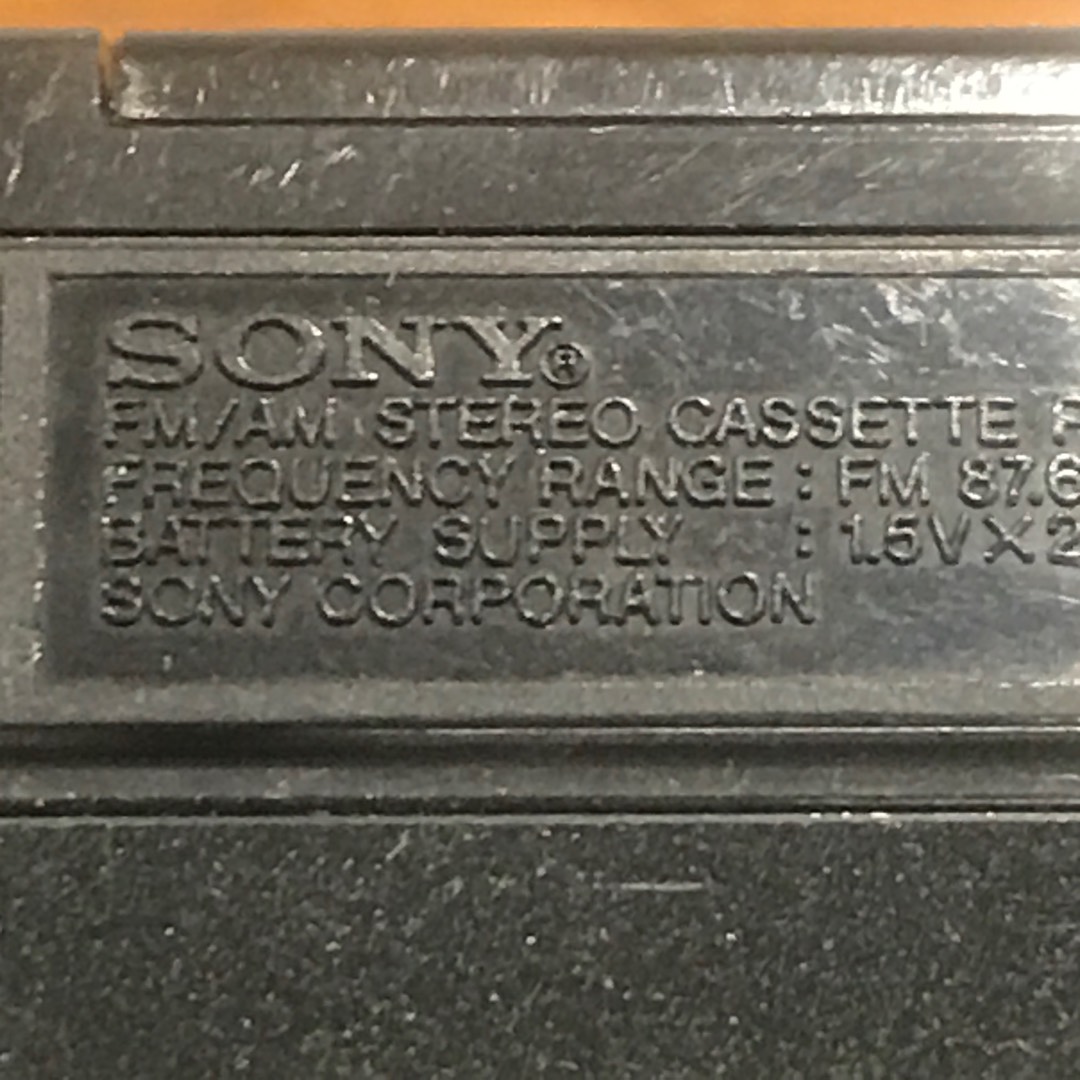 SONY®
FM/AM STEREO CASSETTE
FREQUENCY RANGE : FM 87.6
BATTERY SUPPLY : 1.5V X 2
SONY CORPORATION